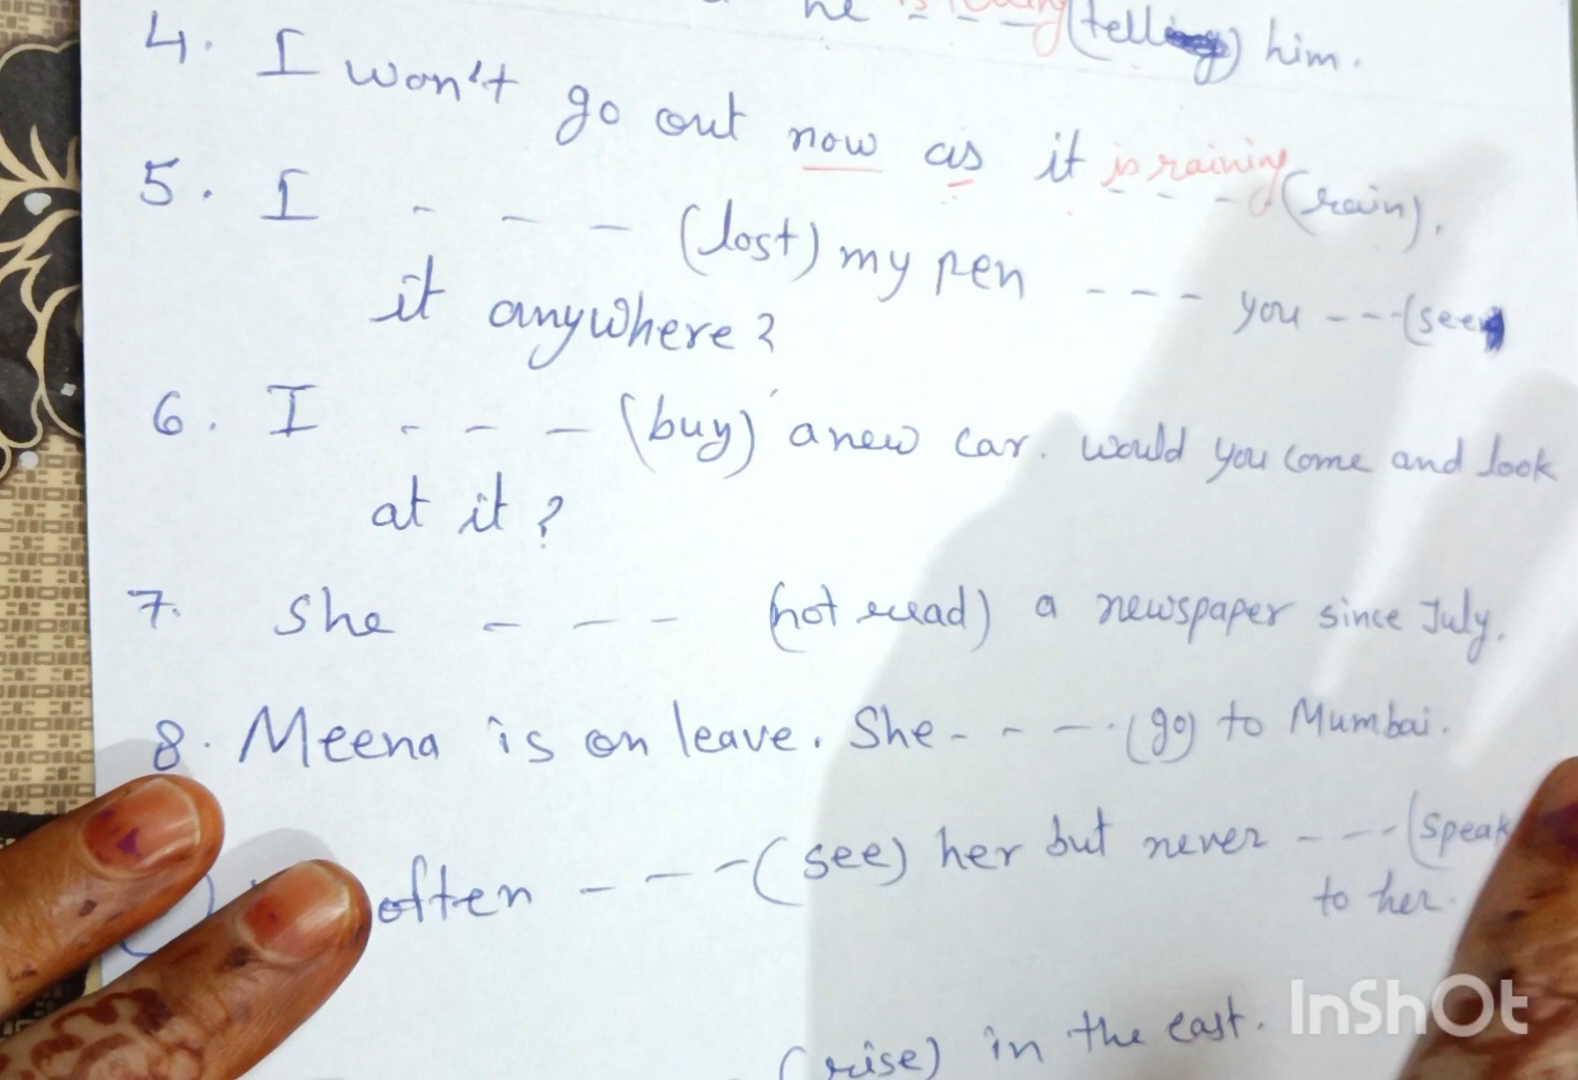 he is telling - - - (telling) him.
4. I won't go out now as it is raining - - - (rain).
5. I - - - (lost) my pen - - - you - - - (see)
it anywhere?
6. I - - - (buy) a new car. would you come and look
at it?
7. She - - - (not read) a newspaper since July.
8. Meena is on leave. She - - - (go) to Mumbai.
often - - - (see) her but never - - - (speak
to her.
(rise) in the east.
InShOt